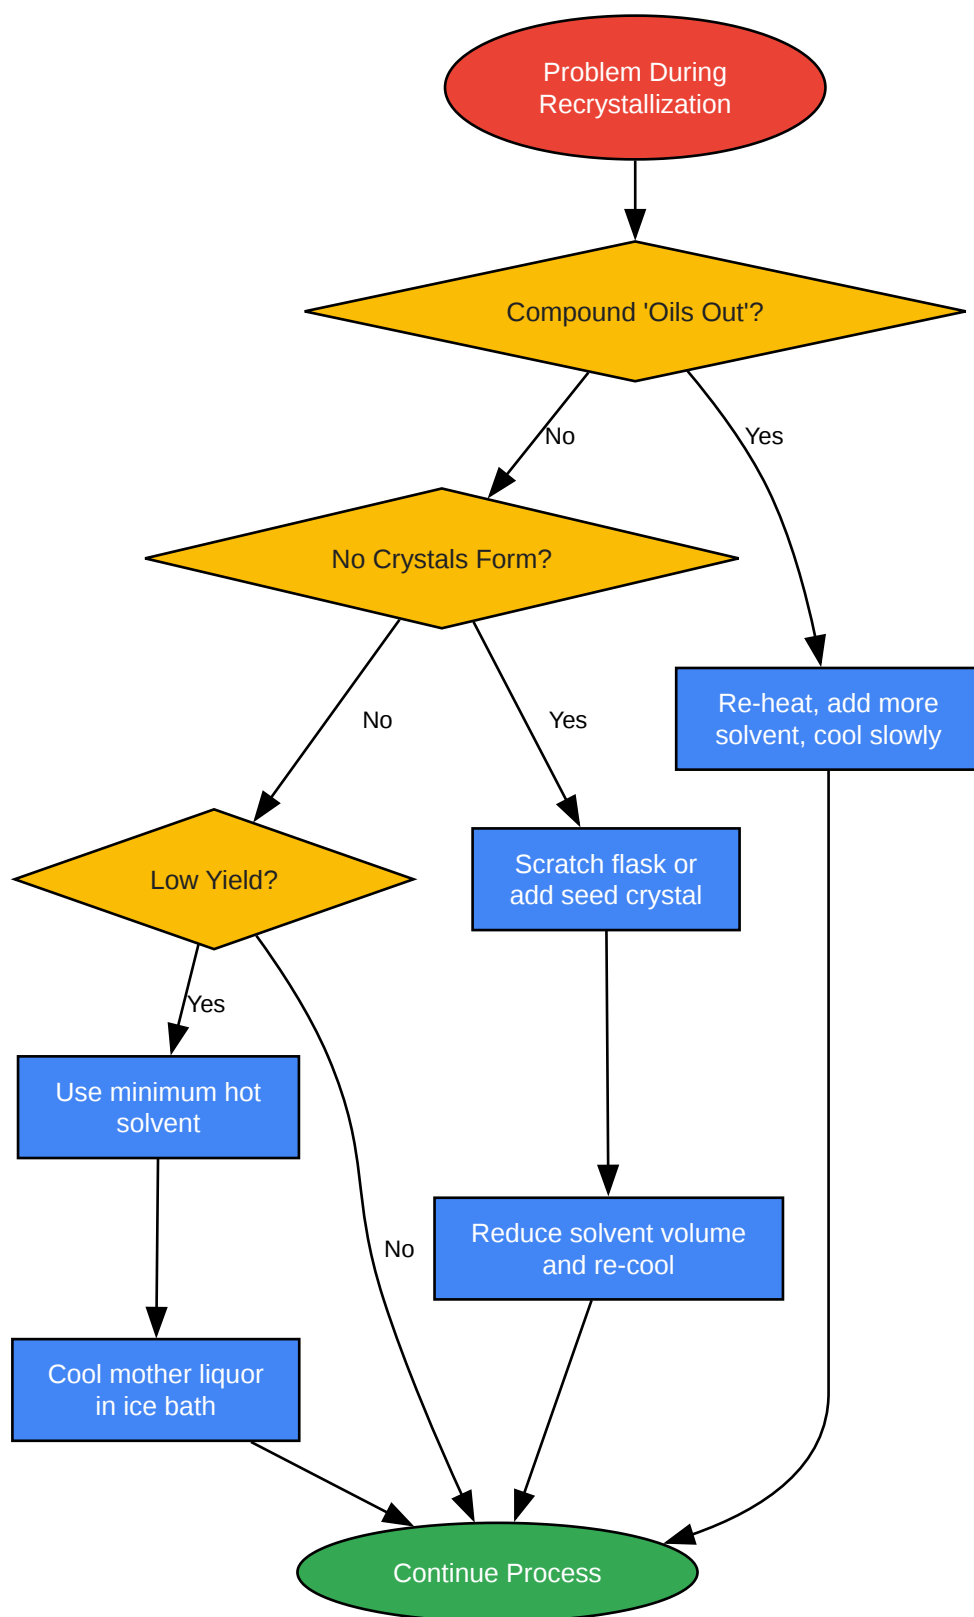 Problem During
Recrystallization
Compound 'Oils Out'?
No
Yes
No Crystals Form?
No
Yes
Re-heat, add more
solvent, cool slowly
Low Yield?
Scratch flask or
add seed crystal
Yes
Use minimum hot
solvent
No
Reduce solvent volume
and re-cool
Cool mother liquor
in ice bath
Continue Process